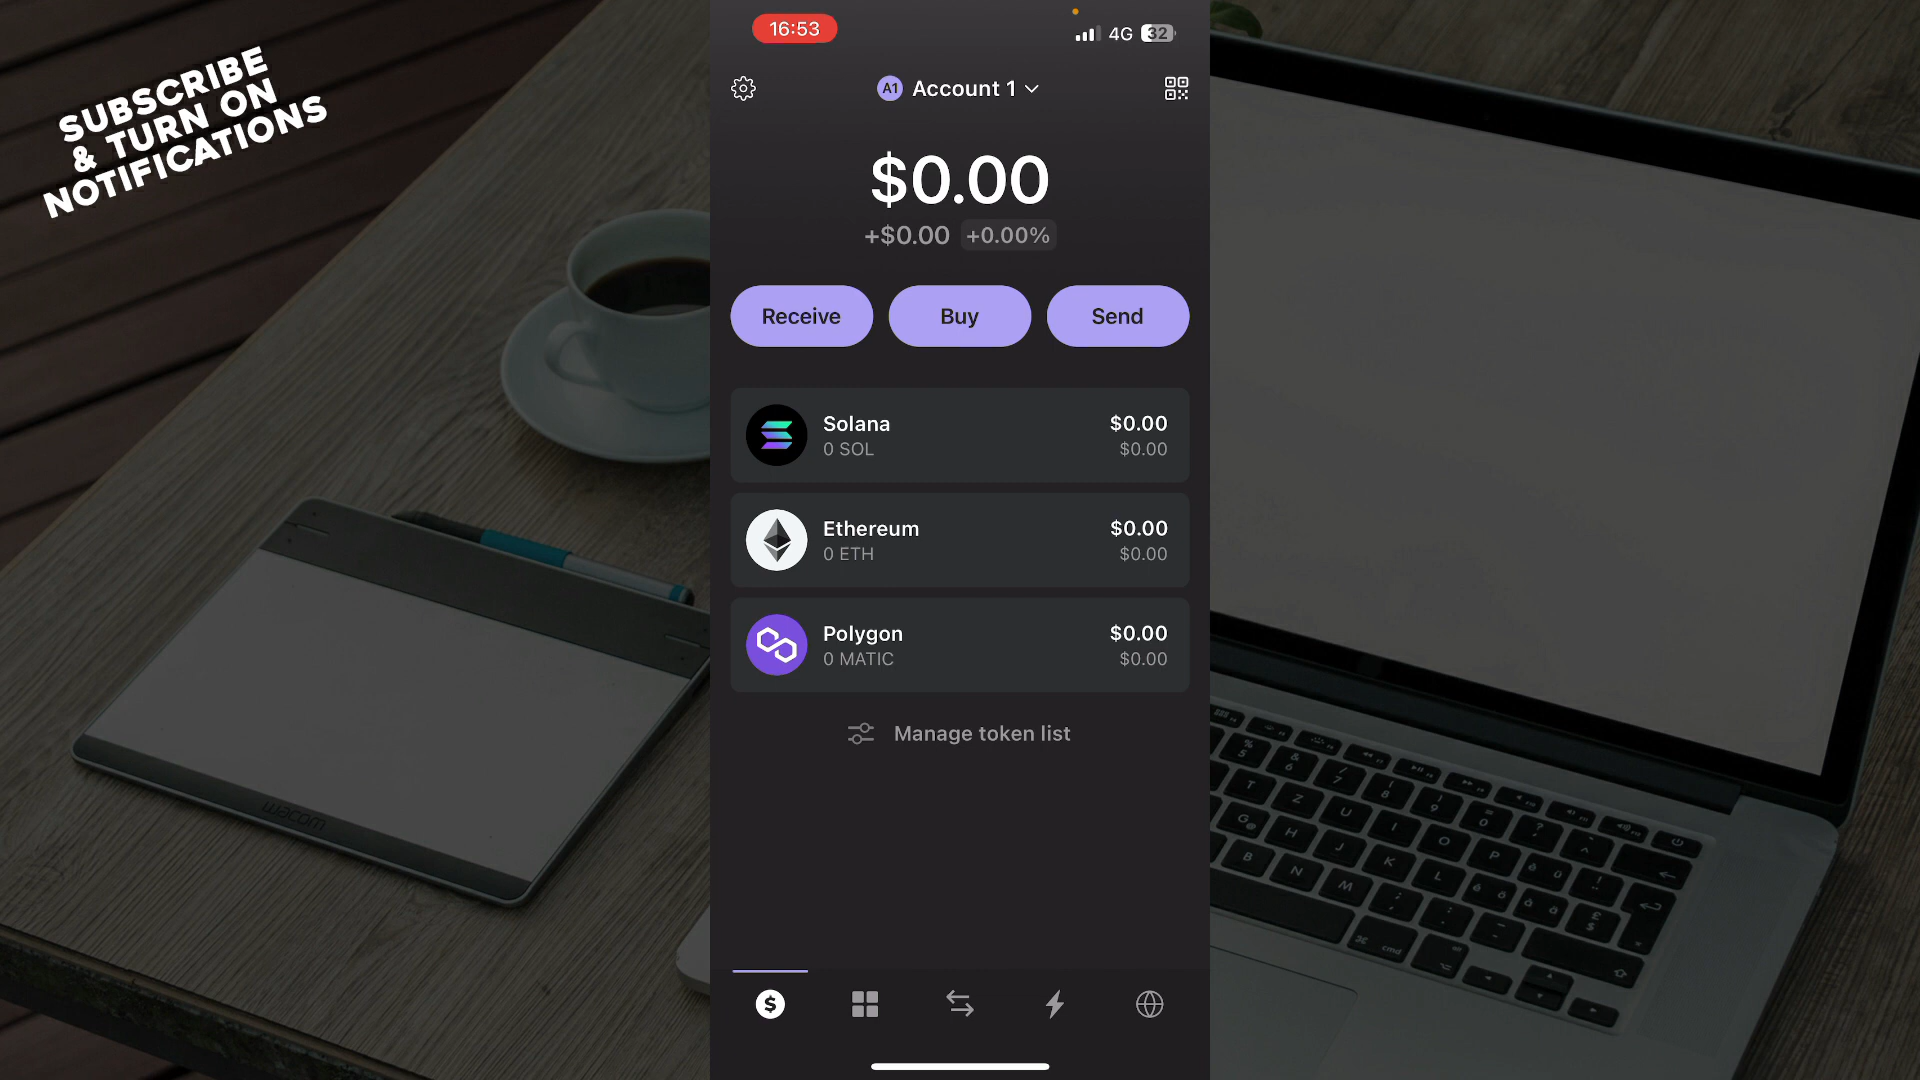 SUBSCRIBE
& TURN ON
NOTIFICATIONS
16:53
4G 32
A1 Account 1
$0.00
+$0.00 +0.00%
Receive Buy Send
Solana $0.00
0 SOL $0.00
Ethereum $0.00
0 ETH $0.00
Polygon $0.00
0 MATIC $0.00
Manage token list
$
wacom